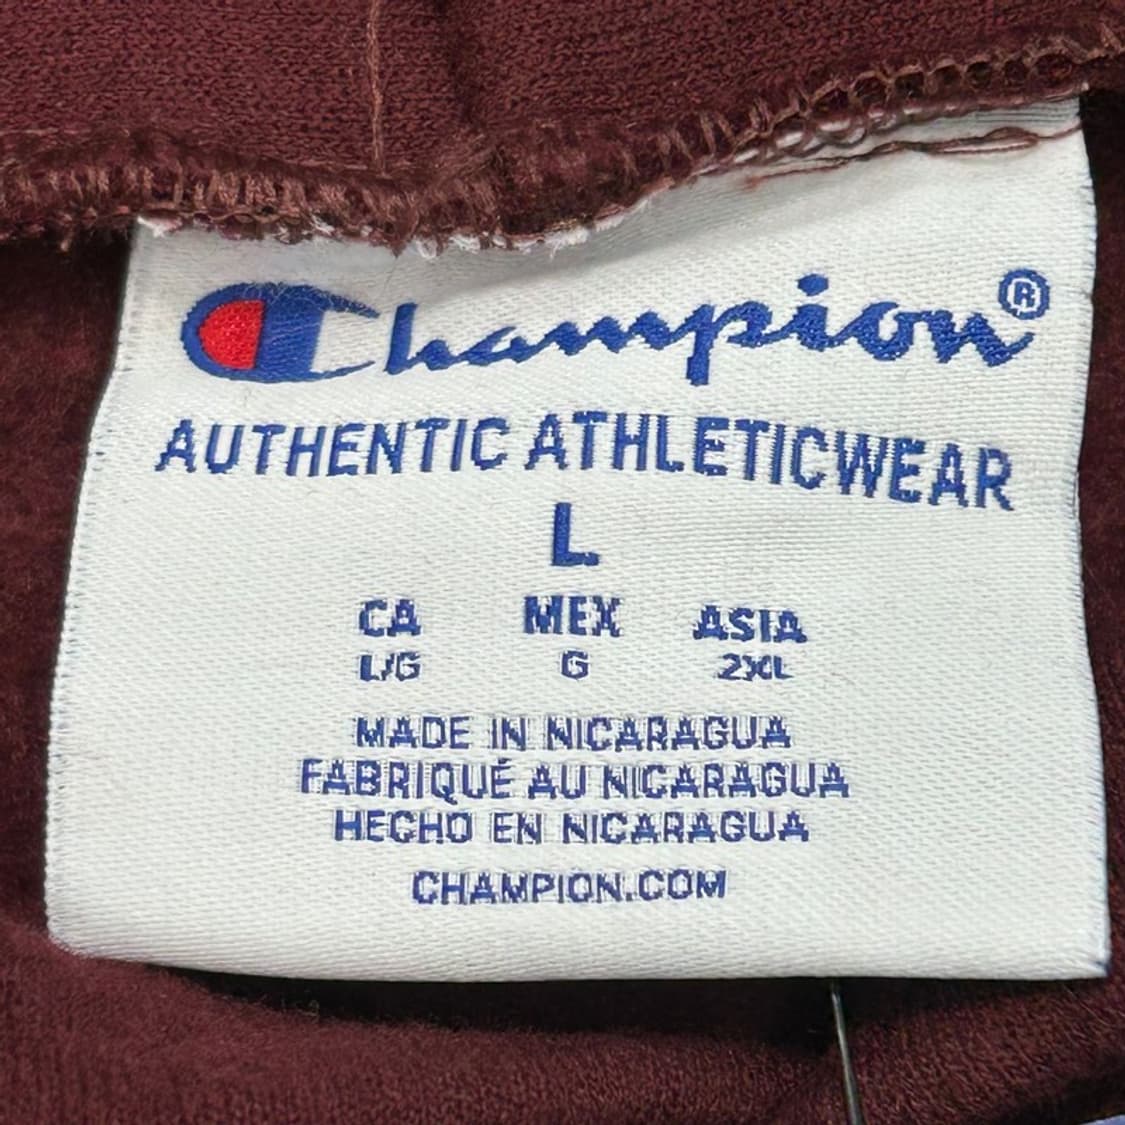 Champion®
AUTHENTIC ATHLETICWEAR
L
CA MEX ASIA
L/G G 2XL
MADE IN NICARAGUA
FABRIQUÉ AU NICARAGUA
HECHO EN NICARAGUA
CHAMPION.COM